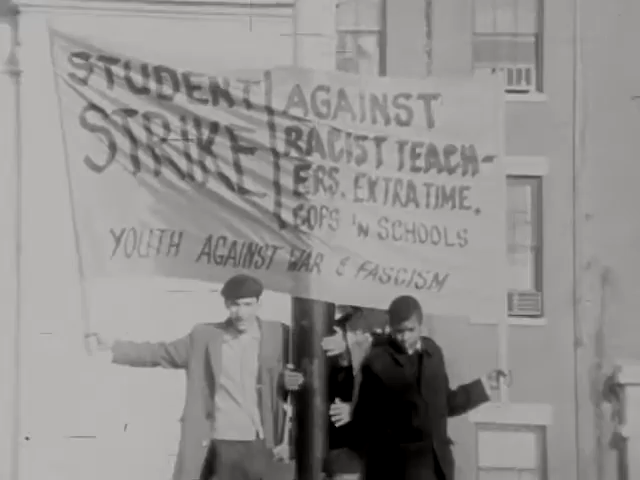 STUDENT
STRIKE
AGAINST
RACIST TEACH-
ERS. EXTRA TIME.
COPS 'N SCHOOLS
YOUTH AGAINST WAR & FASCISM